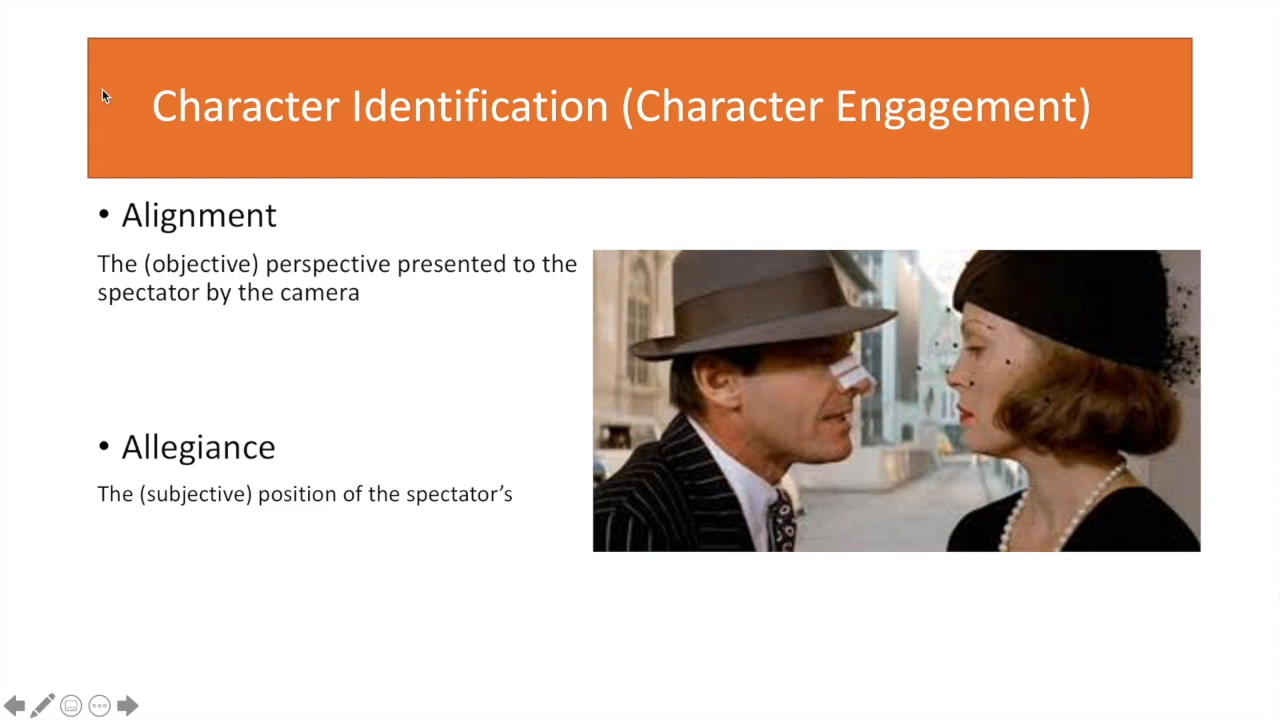 Character Identification (Character Engagement)
• Alignment
The (objective) perspective presented to the
spectator by the camera
• Allegiance
The (subjective) position of the spectator’s